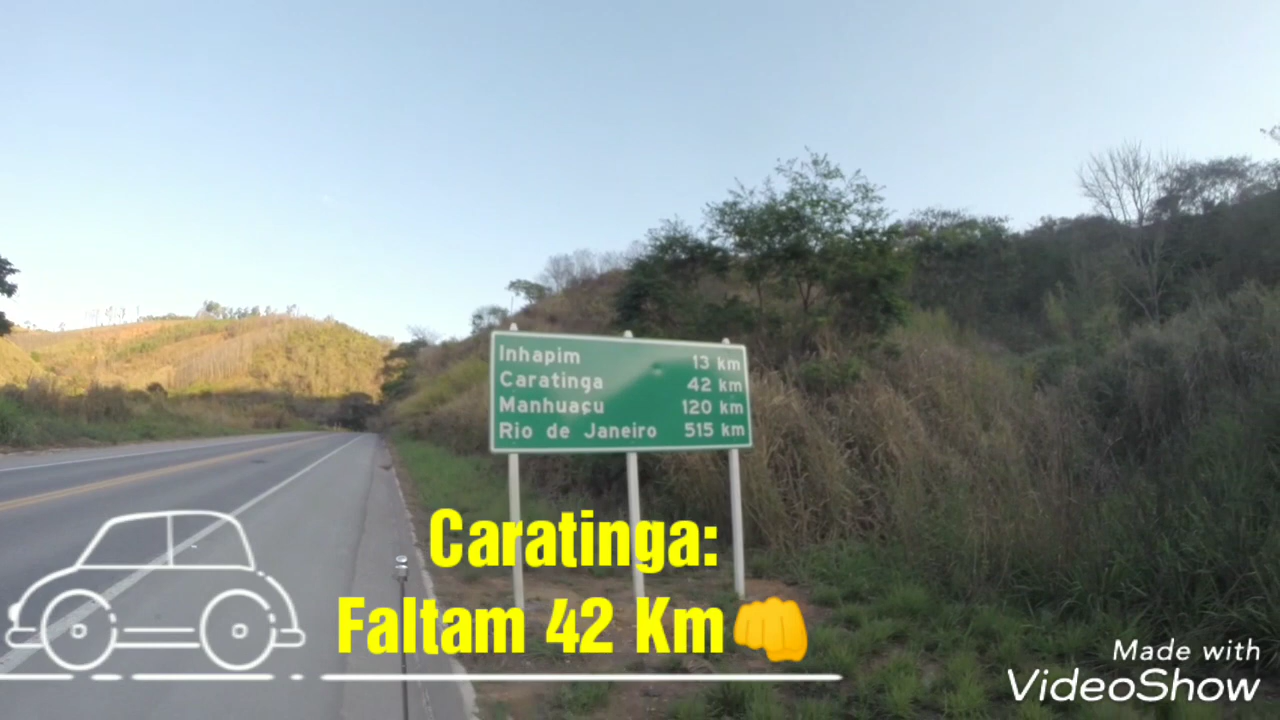 Inhapim 13 km
Caratinga 42 km
Manhuaçu 120 km
Rio de Janeiro 515 km
Caratinga:
Faltam 42 Km👊
Made with
VideoShow